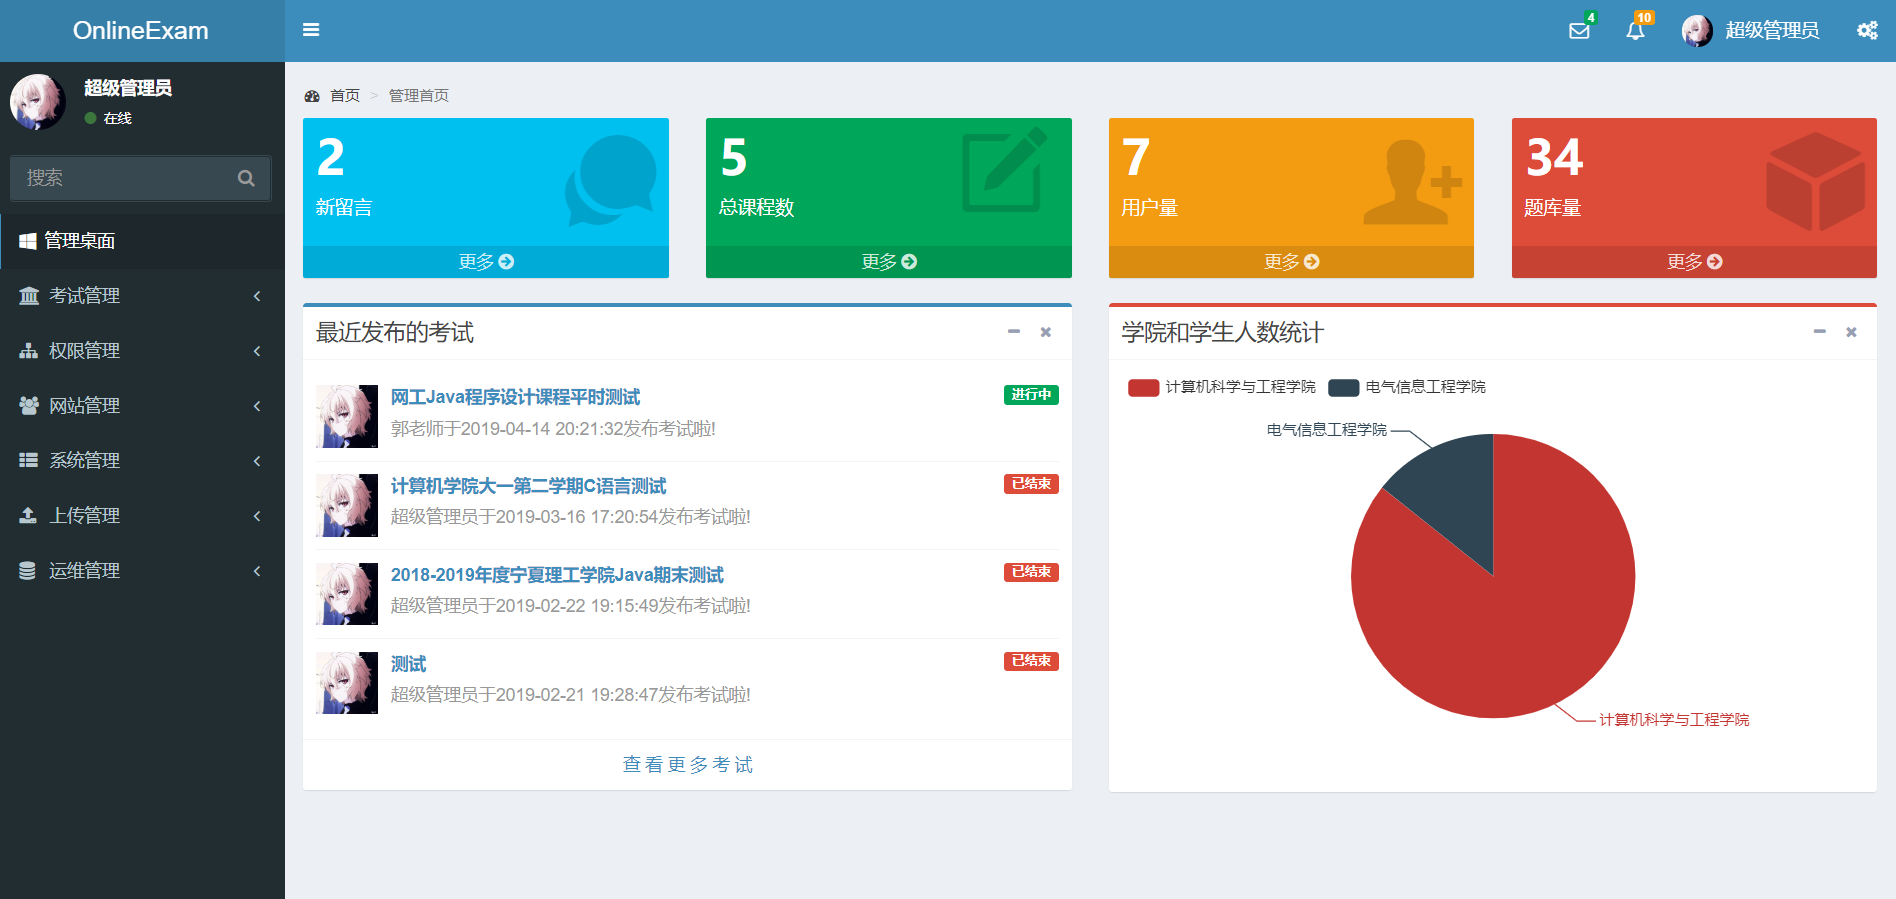 OnlineExam
4
10
超级管理员
超级管理员
在线
搜索
管理桌面
考试管理
权限管理
网站管理
系统管理
上传管理
运维管理
首页 > 管理首页
2
新留言
更多
5
总课程数
更多
7
用户量
更多
34
题库量
更多
最近发布的考试
网工Java程序设计课程平时测试
进行中
郭老师于2019-04-14 20:21:32发布考试啦!
计算机学院大一第二学期C语言测试
已结束
超级管理员于2019-03-16 17:20:54发布考试啦!
2018-2019年度宁夏理工学院Java期末测试
已结束
超级管理员于2019-02-22 19:15:49发布考试啦!
测试
已结束
超级管理员于2019-02-21 19:28:47发布考试啦!
查看更多考试
学院和学生人数统计
计算机科学与工程学院
电气信息工程学院
电气信息工程学院
计算机科学与工程学院